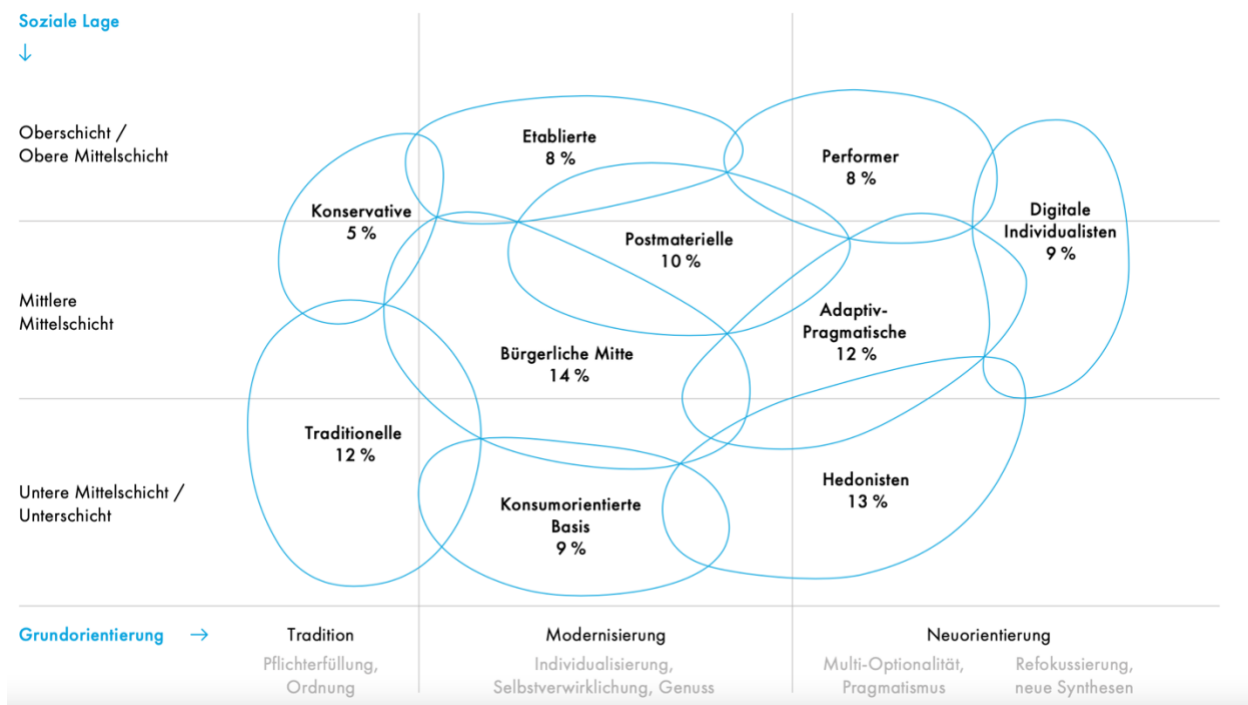 Soziale Lage
↓
Oberschicht /
Obere Mittelschicht
Mittlere
Mittelschicht
Untere Mittelschicht /
Unterschicht
Konservative
5 %
Etablierte
8 %
Performer
8 %
Postmaterielle
10 %
Digitale
Individualisten
9 %
Adaptiv-
Pragmatische
12 %
Bürgerliche Mitte
14 %
Traditionelle
12 %
Konsumorientierte
Basis
9 %
Hedonisten
13 %
Grundorientierung →
Tradition
Pflichterfüllung,
Ordnung
Modernisierung
Individualisierung,
Selbstverwirklichung, Genuss
Neuorientierung
Multi-Optionalität,
Pragmatismus
Refokussierung,
neue Synthesen